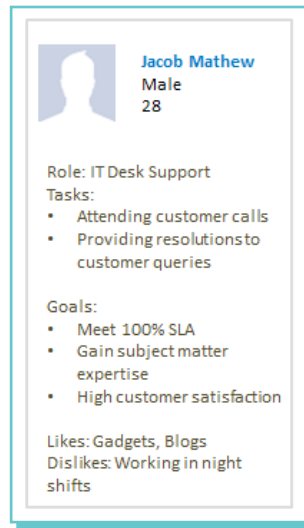 Jacob Mathew
Male
28
Role: IT Desk Support
Tasks:
• Attending customer calls
• Providing resolutions to
customer queries
Goals:
• Meet 100% SLA
• Gain subject matter
expertise
• High customer satisfaction
Likes: Gadgets, Blogs
Dislikes: Working in night
shifts